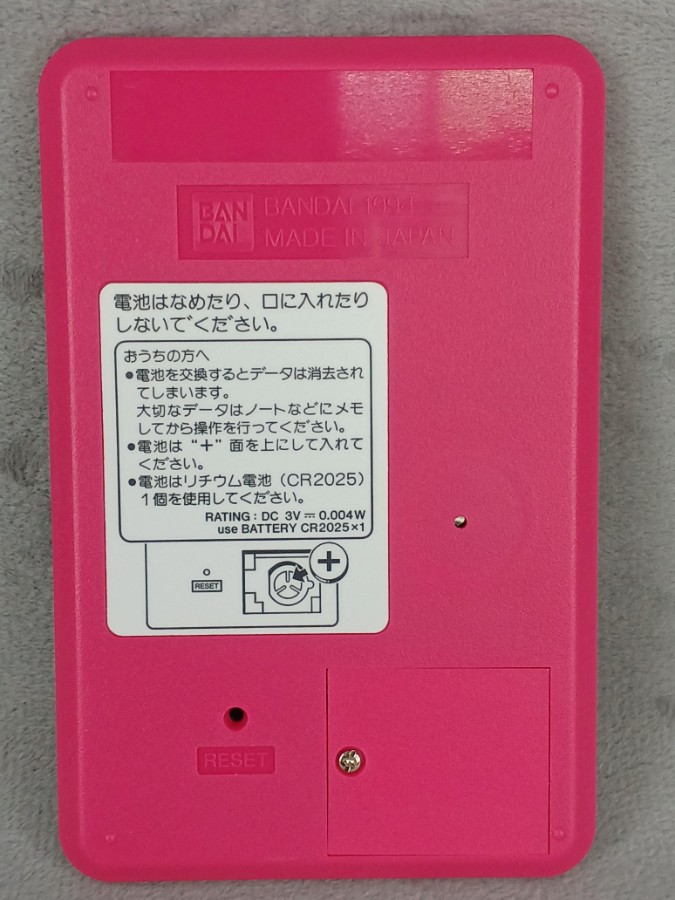 BAN
DAI
BANDAI 1994
MADE IN JAPAN
電池はなめたり、口に入れたり
しないでください。
おうちの方へ
●電池を交換するとデータは消去され
てしまいます。
大切なデータはノートなどにメモ
してから操作を行ってください。
●電池は“＋”面を上にして入れて
ください。
●電池はリチウム電池（CR2025）
1個を使用してください。
RATING : DC 3V⎓ 0.004W
use BATTERY CR2025×1
＋
RESET
RESET